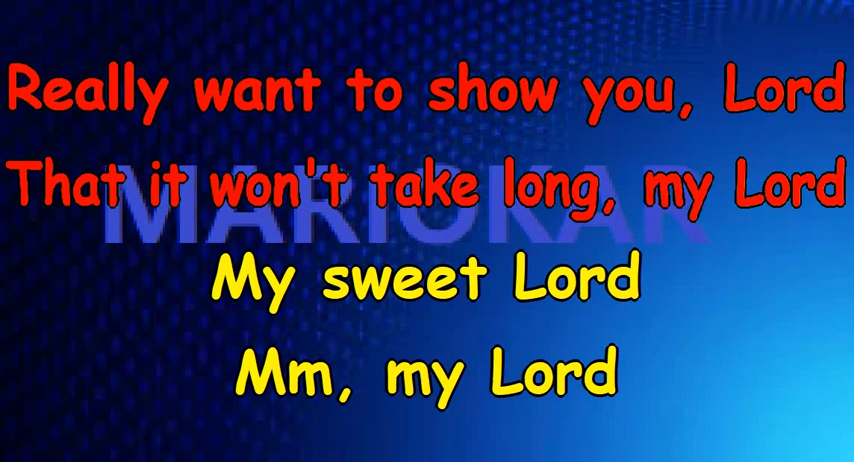 Really want to show you, Lord
That it won't take long, my Lord
MARIOKAR
My sweet Lord
Mm, my Lord